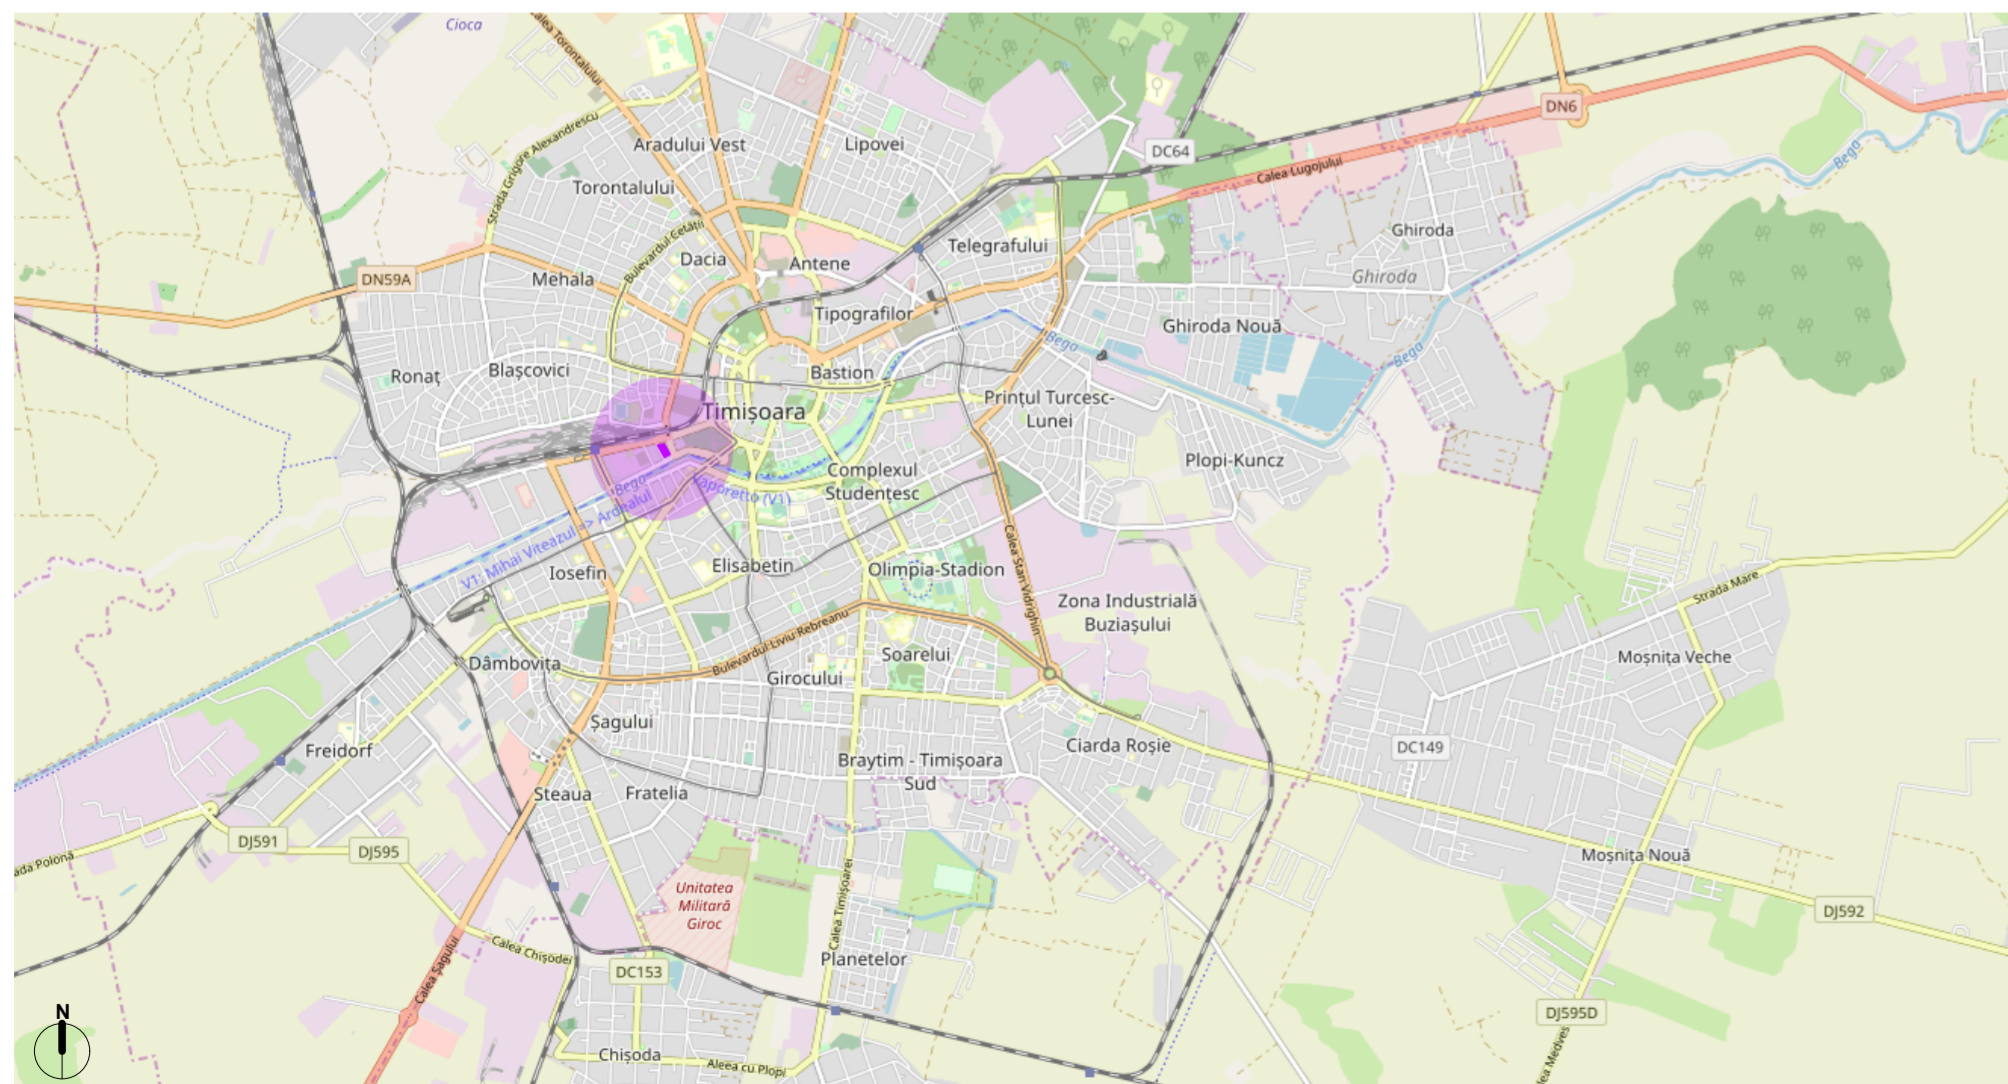 Cioca
Calea Torontalului
DN6
Aradului Vest
Lipovei
DC64
Bega
Strada Grigore Alexandrescu
Torontalului
Calea Lugojului
Ghiroda
Bulevardul Cetății
Dacia
Antene
Telegrafului
DN59A
Mehala
Ghiroda
Tipografilor
Ghiroda Nouă
Bega
Bega
Ronaț
Blașcovici
Bastion
Timișoara
Prințul Turcesc-
Lunei
Plopi-Kuncz
Complexul
Studențesc
Bega
Vaporetto (V1)
V1: Mihai Viteazul => Ardealul
Calea Stan Vidrighin
Iosefin
Elisabetin
Olimpia-Stadion
Zona Industrială
Buziașului
Strada Mare
Bulevardul Liviu Rebreanu
Dâmbovița
Soarelui
Moșnița Veche
Girocului
Șagului
Freidorf
Ciarda Roșie
DC149
Braytim - Timișoara
Sud
Steaua
Fratelia
DJ591
DJ595
ada Polonă
Moșnița Nouă
Unitatea
Militară
Giroc
Calea Timișoarei
DJ592
Calea Șagului
Calea Chișodei
Planetelor
DC153
N
DJ595D
Chișoda
Aleea cu Plopi
lea Medves